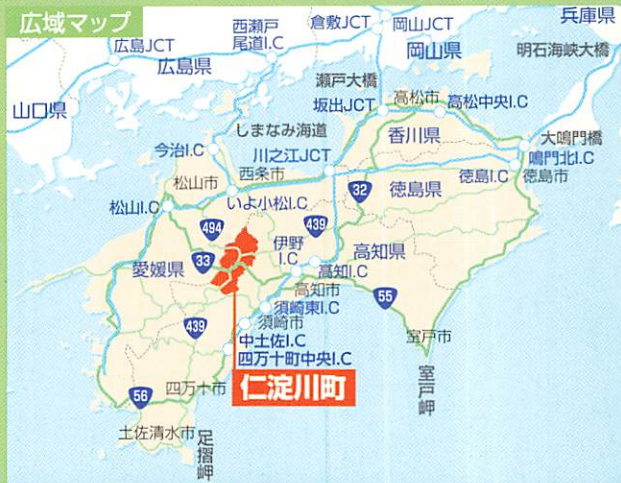 広域マップ
兵庫県
倉敷JCT
岡山JCT
西瀬戸
尾道I.C
広島JCT
岡山県
明石海峡大橋
広島県
瀬戸大橋
山口県
坂出JCT
高松市
高松中央I.C
しまなみ海道
香川県
大鳴門橋
今治I.C
川之江JCT
鳴門北I.C
西条市
徳島I.C
徳島市
松山市
32
徳島県
いよ小松I.C
松山I.C
494
439
伊野
I.C
高知県
愛媛県
33
高知I.C
高知市
55
須崎東I.C
439
須崎市
室戸市
中土佐I.C
四万十町中央I.C
室戸岬
四万十市
仁淀川町
56
土佐清水市
足摺岬